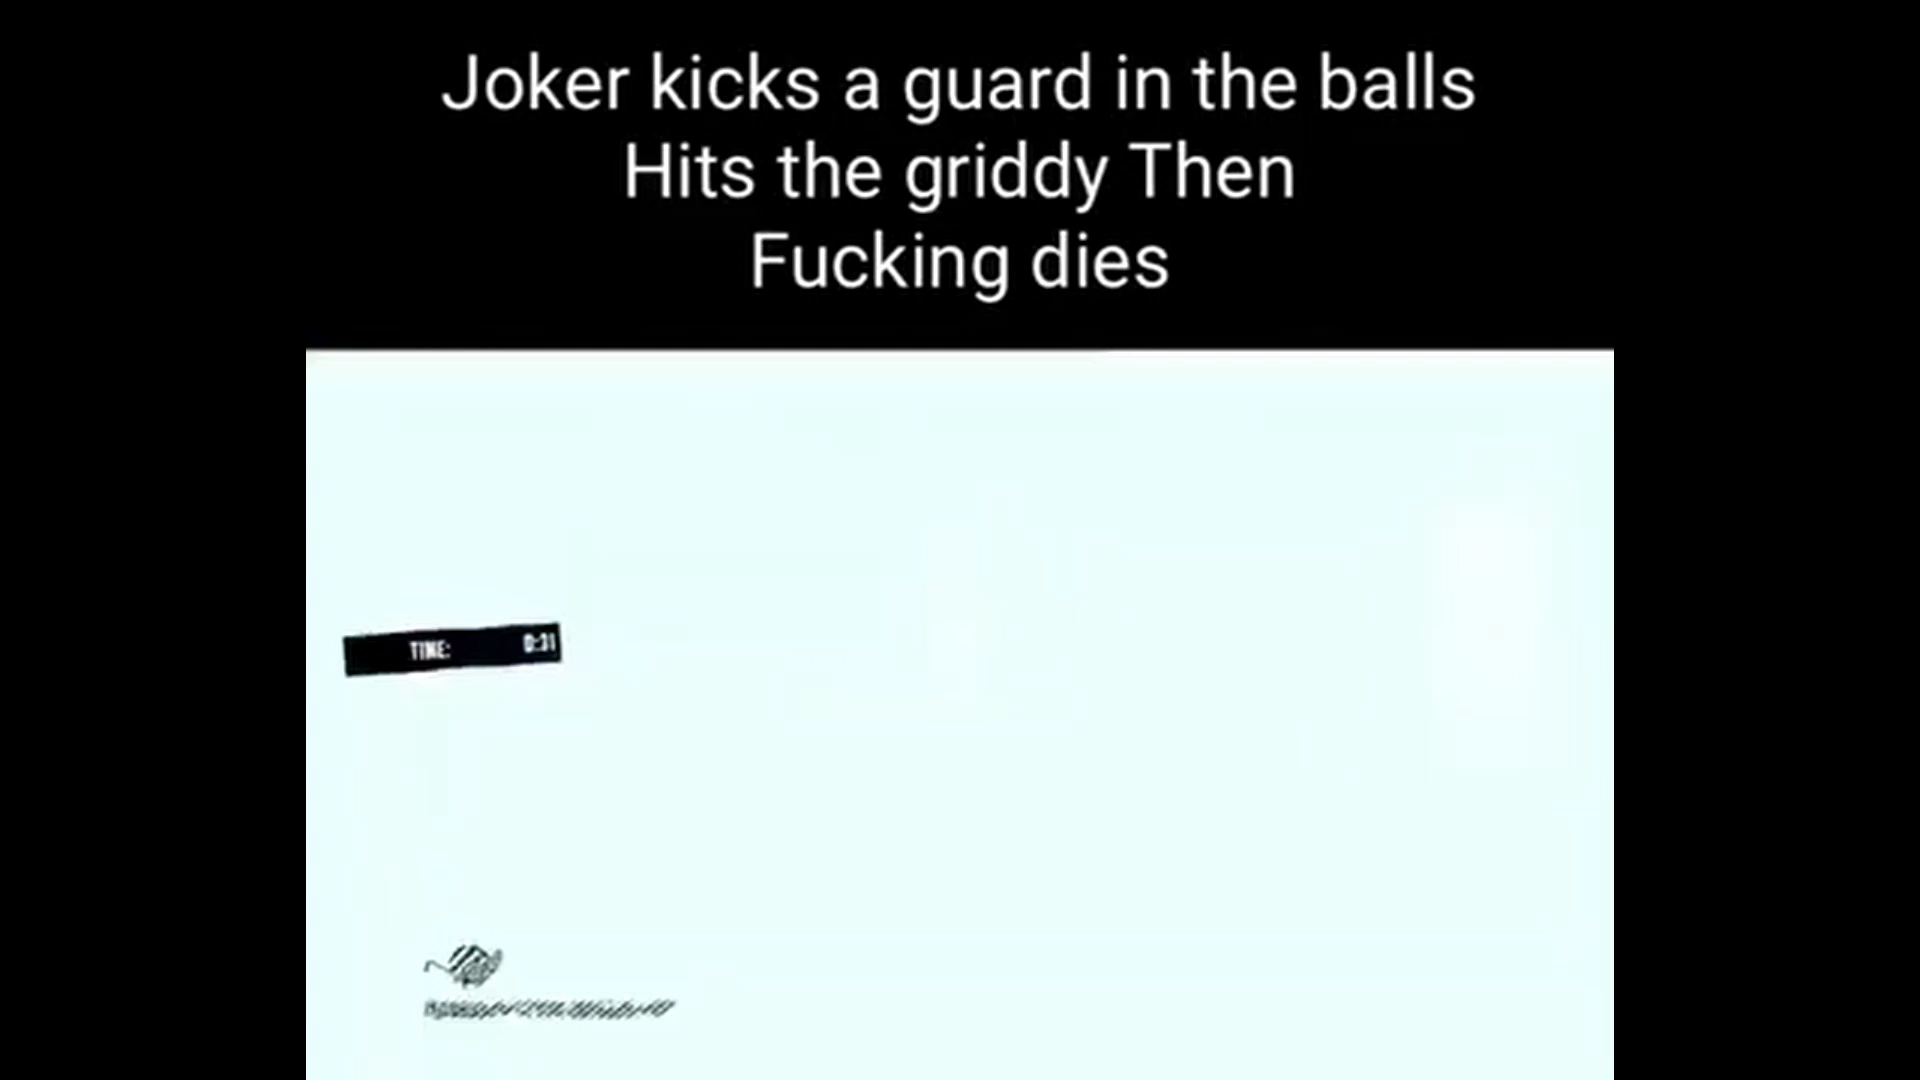 Joker kicks a guard in the balls
Hits the griddy Then
Fucking dies
TIME: 0:31